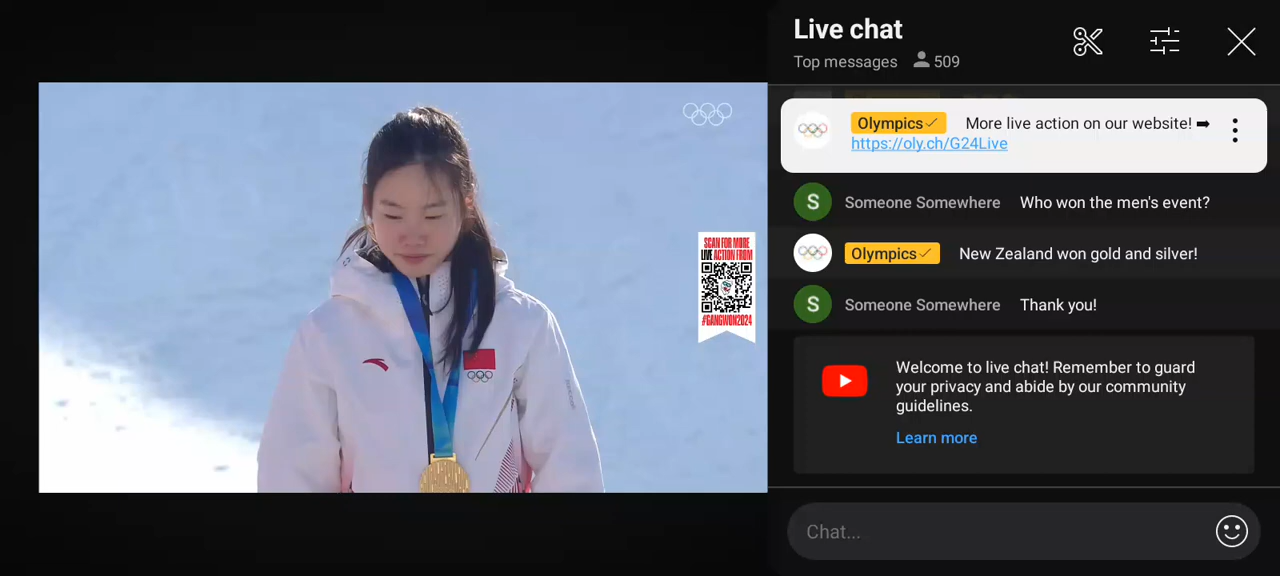 SCAN FOR MORE
LIVE ACTION FROM
#GANGWON2024
Live chat
Top messages 509
Olympics More live action on our website! ➡
https://oly.ch/G24Live
S Someone Somewhere Who won the men's event?
Olympics New Zealand won gold and silver!
S Someone Somewhere Thank you!
Welcome to live chat! Remember to guard
your privacy and abide by our community
guidelines.
Learn more
Chat...